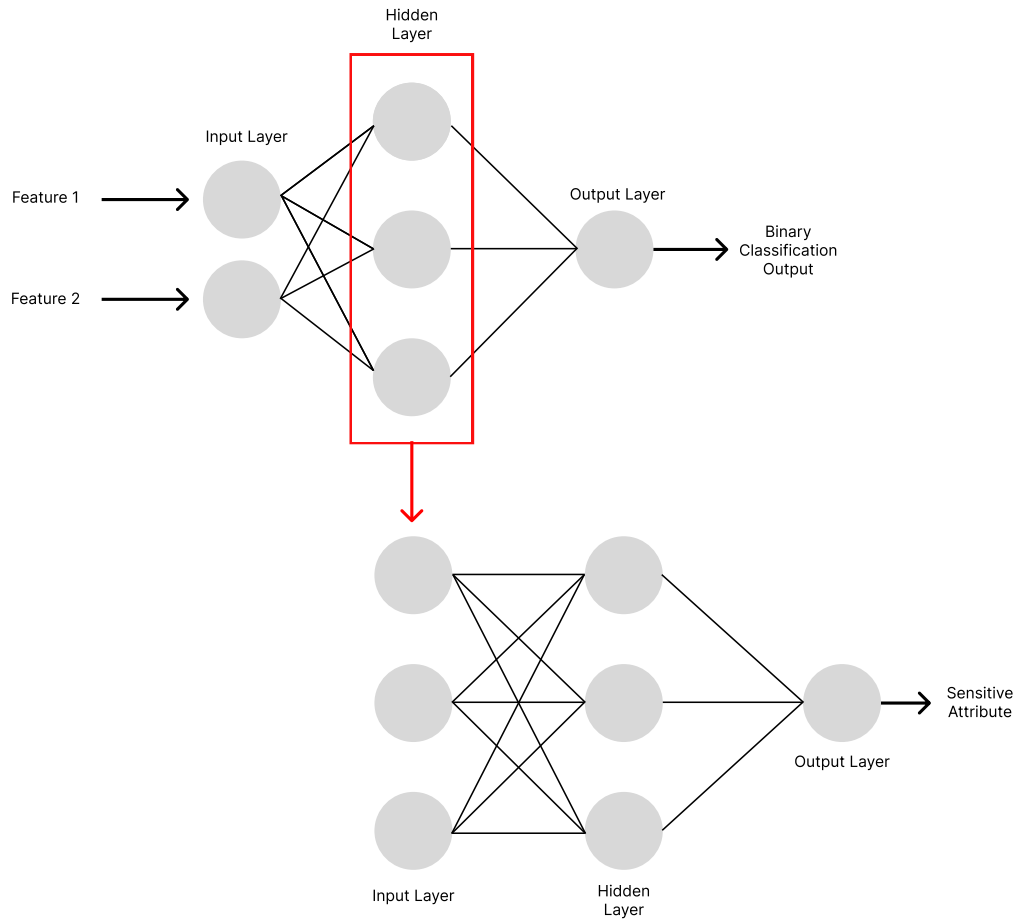 Hidden
Layer
Input Layer
Feature 1
Output Layer
Binary
Classification
Output
Feature 2
Sensitive
Attribute
Output Layer
Input Layer
Hidden
Layer